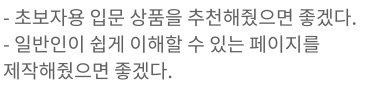 - 초보자용 입문 상품을 추천해줬으면 좋겠다.
- 일반인이 쉽게 이해할 수 있는 페이지를
제작해줬으면 좋겠다.